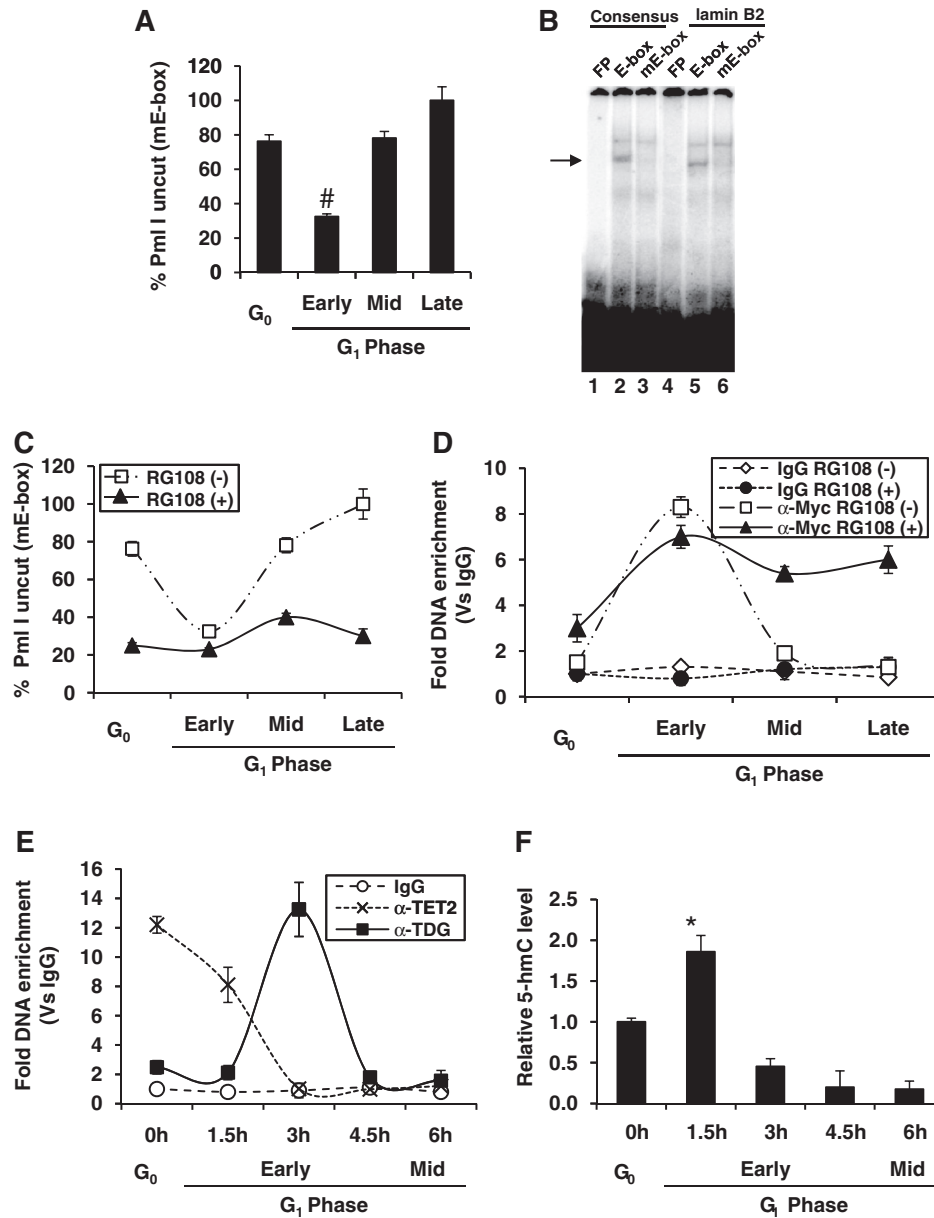 A
% Pml I uncut (mE-box)
120
100
80
60
40
20
0
#
G0
Early
Mid
Late
G1 Phase
B
Consensus
lamin B2
FP
E-box
mE-box
FP
E-box
mE-box
1 2 3 4 5 6
C
% Pml I uncut (mE-box)
120
100
80
60
40
20
0
RG108 (-)
RG108 (+)
G0
Early
Mid
Late
G1 Phase
D
Fold DNA enrichment
(Vs IgG)
10
8
6
4
2
0
IgG RG108 (-)
IgG RG108 (+)
α-Myc RG108 (-)
α-Myc RG108 (+)
G0
Early
Mid
Late
G1 Phase
E
Fold DNA enrichment
(Vs IgG)
16
14
12
10
8
6
4
2
0
IgG
α-TET2
α-TDG
0h 1.5h 3h 4.5h 6h
G0
Early
Mid
G1 Phase
F
Relative 5-hmC level
2.5
2.0
1.5
1.0
0.5
0.0
*
0h 1.5h 3h 4.5h 6h
G0
Early
Mid
G1 Phase